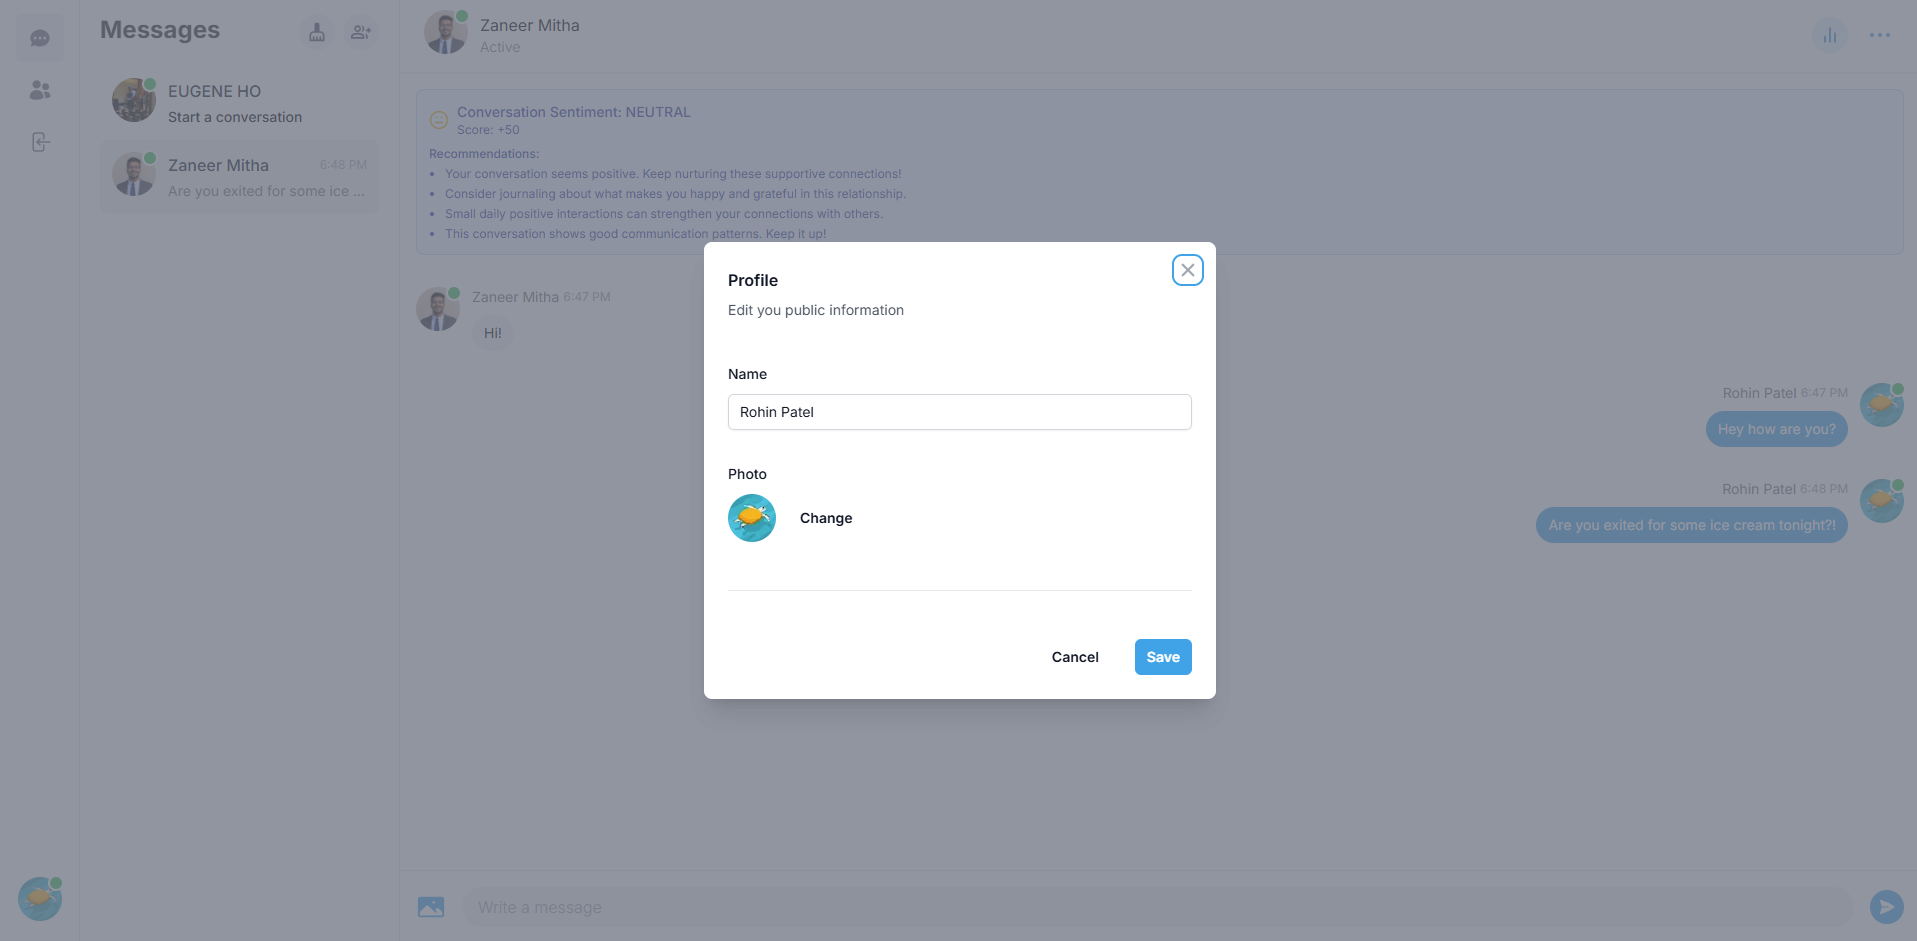 Messages
EUGENE HO
Start a conversation
Zaneer Mitha 6:48 PM
Are you exited for some ice ...
Zaneer Mitha
Active
Conversation Sentiment: NEUTRAL
Score: +50
Recommendations:
• Your conversation seems positive. Keep nurturing these supportive connections!
• Consider journaling about what makes you happy and grateful in this relationship.
• Small daily positive interactions can strengthen your connections with others.
• This conversation shows good communication patterns. Keep it up!
Zaneer Mitha 6:47 PM
Hi!
Rohin Patel 6:47 PM
Hey how are you?
Rohin Patel 6:48 PM
Are you exited for some ice cream tonight?!
Write a message
Profile
Edit you public information
Name
Rohin Patel
Photo
Change
Cancel
Save